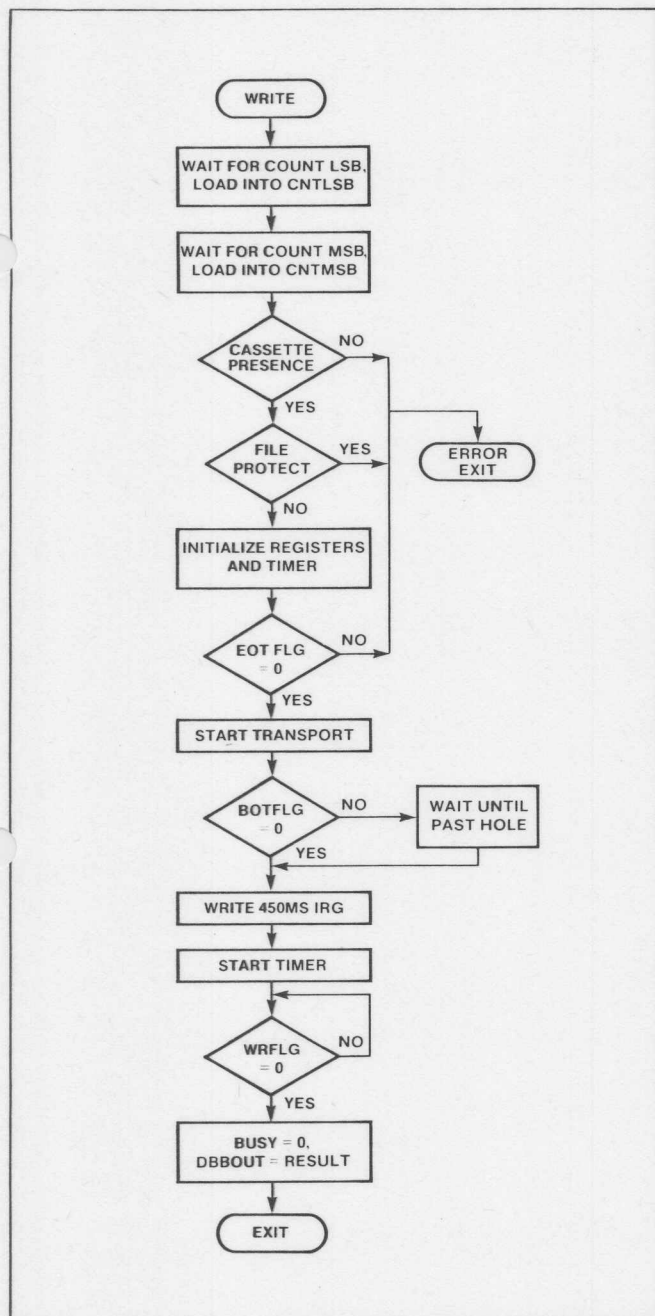 WRITE
WAIT FOR COUNT LSB,
LOAD INTO CNTLSB
WAIT FOR COUNT MSB,
LOAD INTO CNTMSB
CASSETTE
PRESENCE
NO
YES
FILE
PROTECT
YES
ERROR
EXIT
NO
INITIALIZE REGISTERS
AND TIMER
EOT FLG
= 0
NO
YES
START TRANSPORT
BOTFLG
= 0
NO
WAIT UNTIL
PAST HOLE
YES
WRITE 450MS IRG
START TIMER
WRFLG
= 0
NO
YES
BUSY = 0,
DBBOUT = RESULT
EXIT